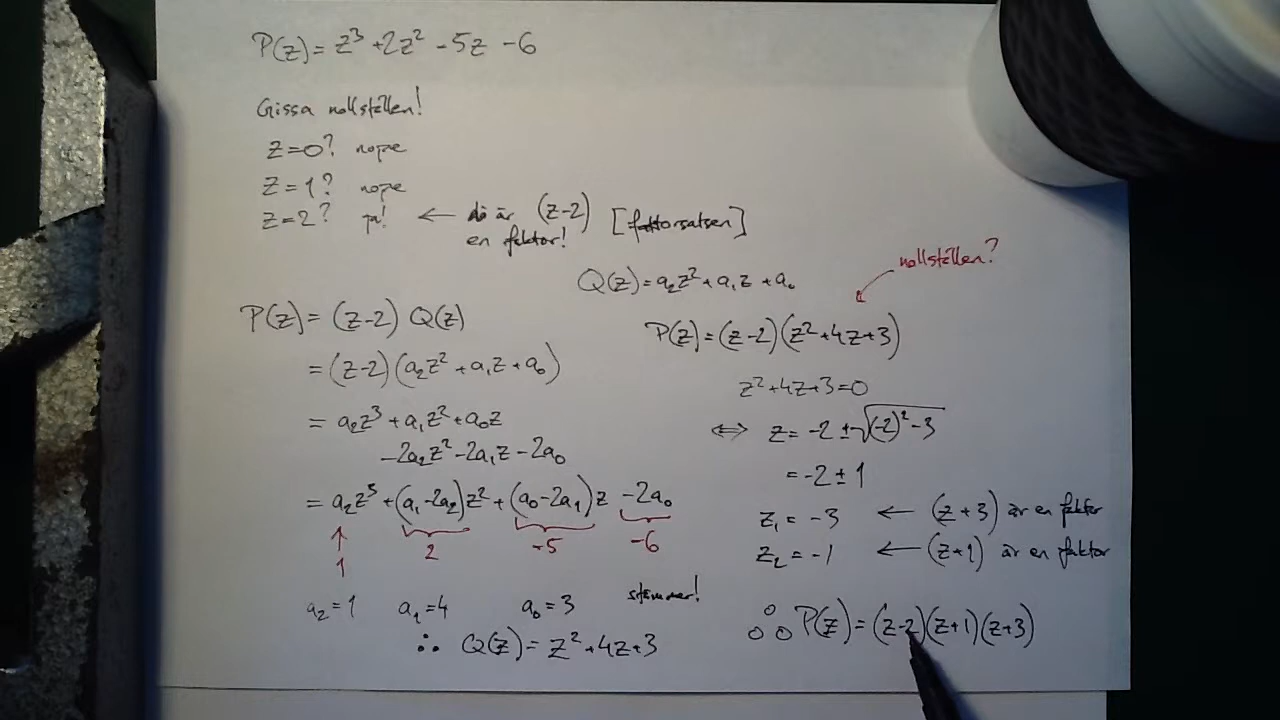 P(z) = z³ + 2z² - 5z - 6
Gissa nollställen!
z=0? nope
z=1? nope
z=2? ja! ← då är (z-2) [faktorsatsen]
en faktor!
Q(z) = a₂z² + a₁z + a₀
nollställen?
P(z) = (z-2) Q(z)
= (z-2)(a₂z² + a₁z + a₀)
= a₂z³ + a₁z² + a₀z
-2a₂z² - 2a₁z - 2a₀
= a₂z³ + (a₁-2a₂)z² + (a₀-2a₁)z - 2a₀
↑ 2 -5 -6
1
a₂=1 a₁=4 a₀=3 stämmer!
∴ Q(z) = z² + 4z + 3
P(z) = (z-2)(z²+4z+3)
z²+4z+3=0
⇔ z = -2 ± √(-2)²-3
= -2 ± 1
z₁ = -3 ← (z+3) är en faktor
z₂ = -1 ← (z+1) är en faktor
∴ P(z) = (z-2)(z+1)(z+3)